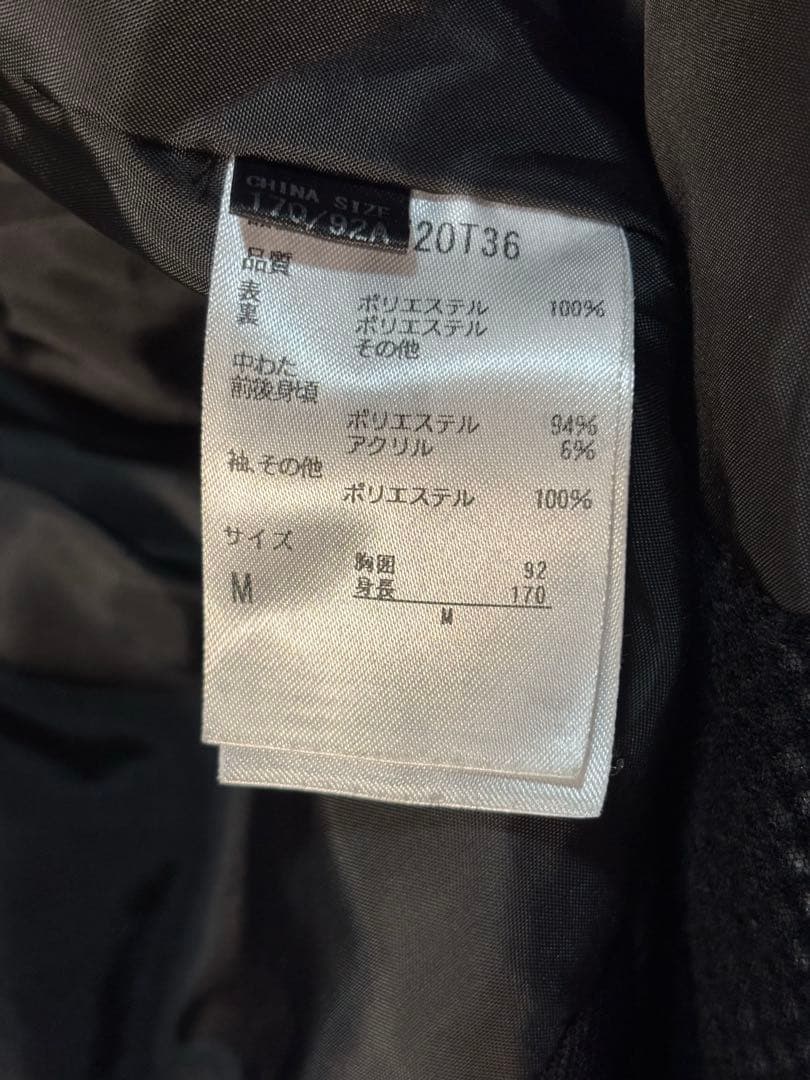 CHINA SIZE
170/92A
20T36
品質
表 ポリエステル 100%
裏 ポリエステル
その他
中わた
前後身頃
ポリエステル 94%
アクリル 6%
袖、その他
ポリエステル 100%
サイズ
胸囲 92
M 身長 170
M